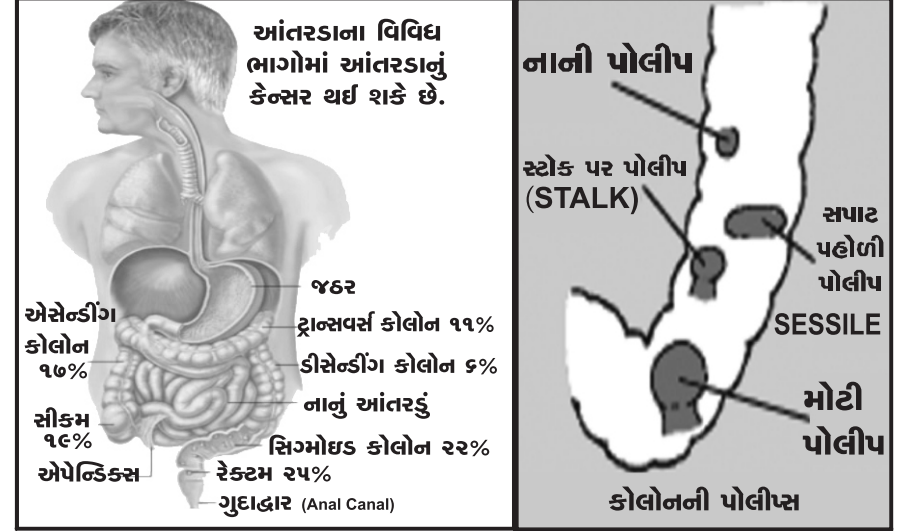 આંતરડાના વિવિધ
ભાગોમાં આંતરડાનું
કેન્સર થઈ શકે છે.
જઠર
એસેન્ડીંગ
કોલોન
૧૭%
ટ્રાન્સવર્સ કોલોન ૧૧%
ડીસેન્ડીંગ કોલોન ૬%
નાનું આંતરડું
સીકમ
૧૯%
સિગ્મોઇડ કોલોન ૨૨%
એપેન્ડિક્સ
રેક્ટમ ૨૫%
ગુદાદ્વાર (Anal Canal)
નાની પોલીપ
સ્ટોક પર પોલીપ
(STALK)
સપાટ
પહોળી
પોલીપ
SESSILE
મોટી
પોલીપ
કોલોનની પોલીપ્સ